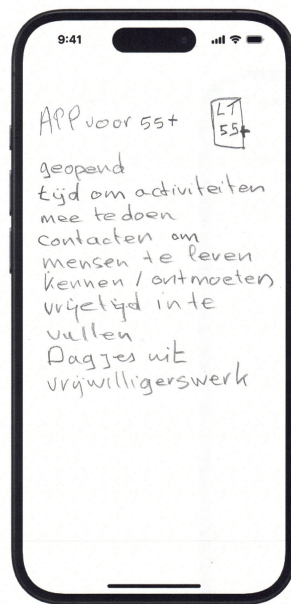 9:41
APP voor 55+
LT
55+
geopend
tijd om activiteiten
mee te doen
contacten om
mensen te leven
kennen / ontmoeten
vrijetijd in te
vullen
Dagjes uit
vrijwilligerswerk